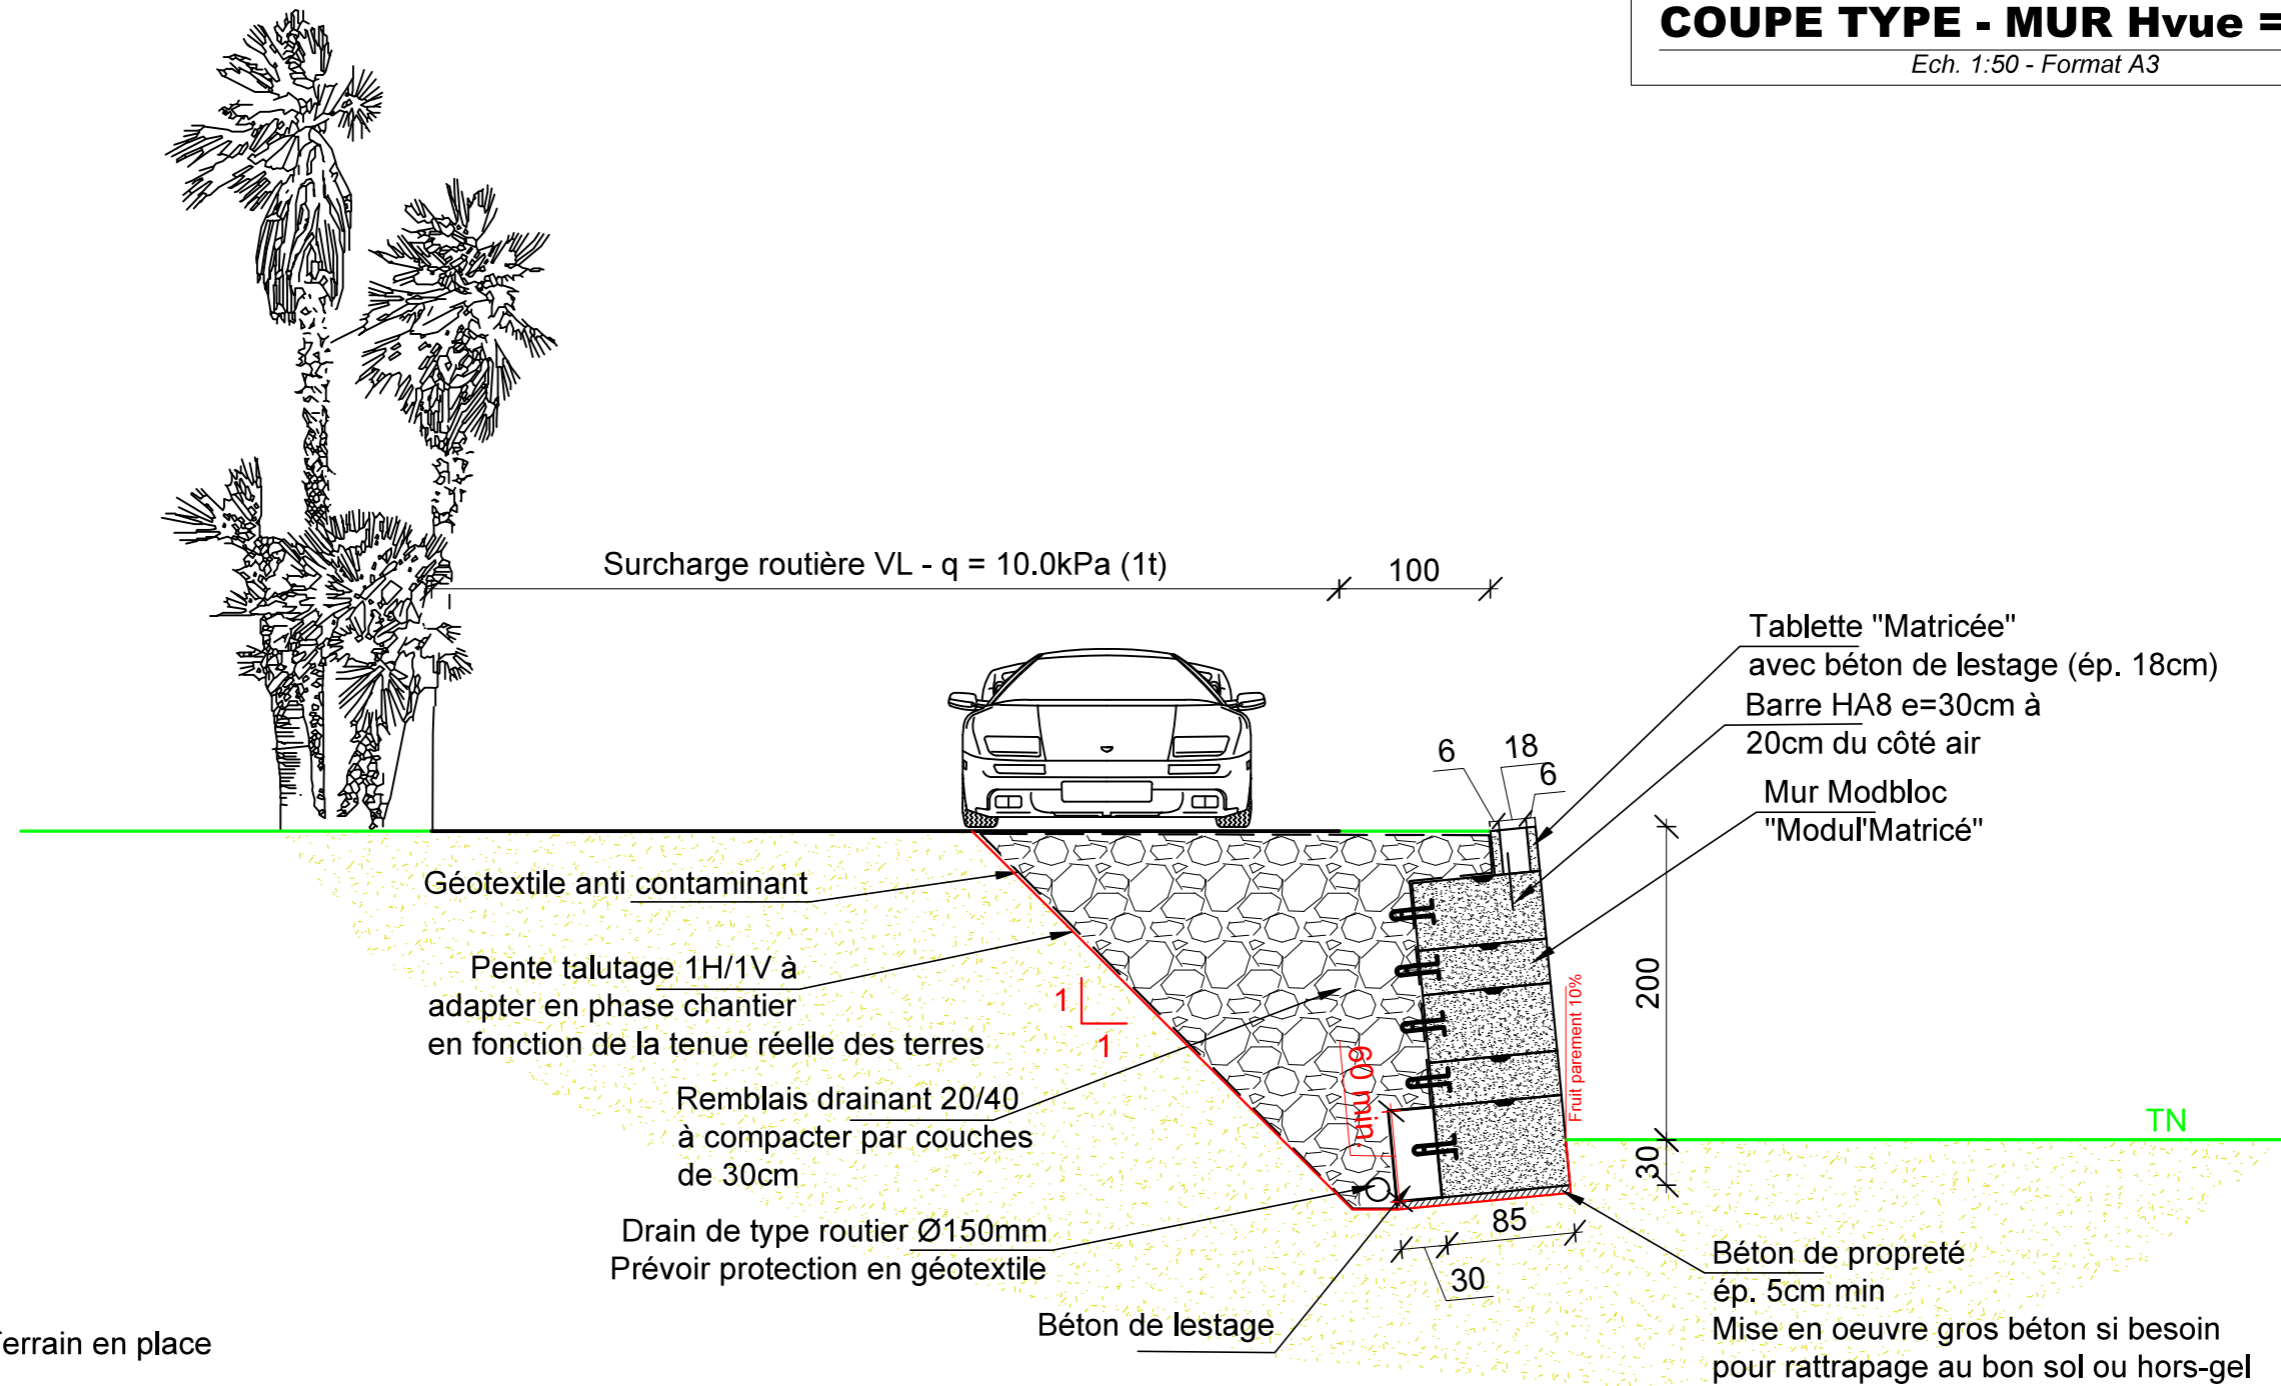 COUPE TYPE - MUR Hvue =
Ech. 1:50 - Format A3
Surcharge routière VL - q = 10.0kPa (1t)
100
Tablette "Matricée"
avec béton de lestage (ép. 18cm)
Barre HA8 e=30cm à
20cm du côté air
Mur Modbloc
"Modul'Matricé"
6
18
6
Géotextile anti contaminant
Pente talutage 1H/1V à
adapter en phase chantier
en fonction de la tenue réelle des terres
1
1
Remblais drainant 20/40
à compacter par couches
de 30cm
60 min.
Fruit parement 10%
200
TN
30
Drain de type routier Ø150mm
Prévoir protection en géotextile
85
30
Béton de lestage
Béton de propreté
ép. 5cm min
Mise en oeuvre gros béton si besoin
pour rattrapage au bon sol ou hors-gel
Terrain en place